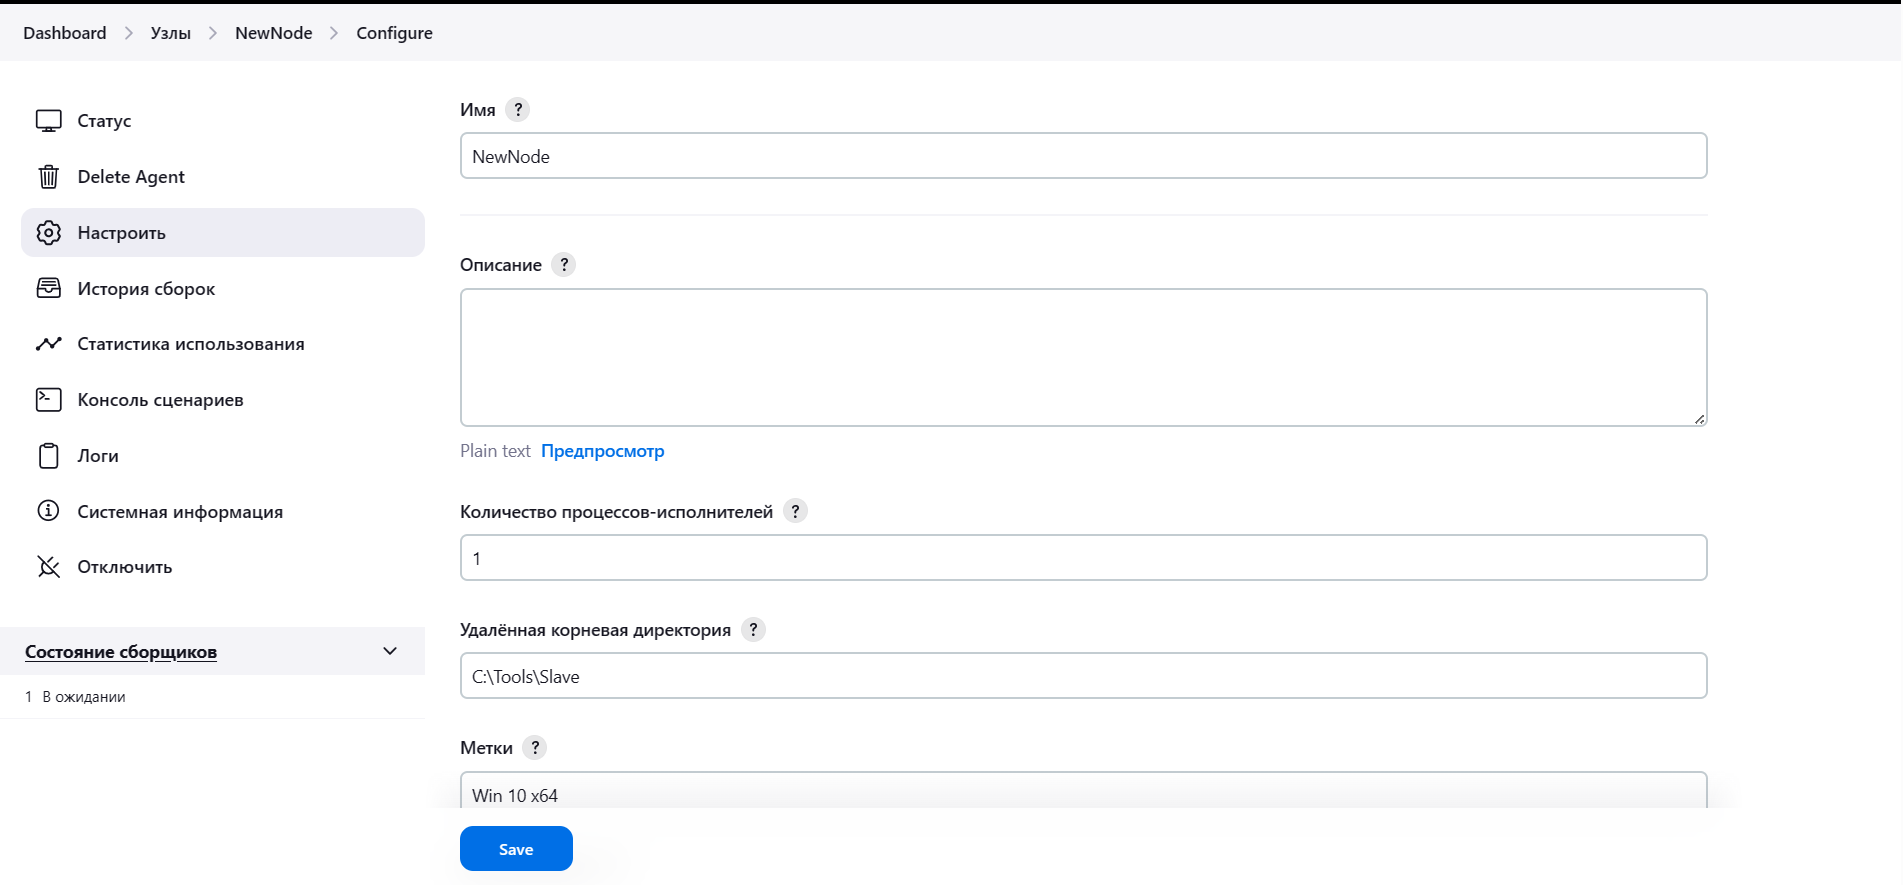 Dashboard > Узлы > NewNode > Configure
Статус
Delete Agent
Настроить
История сборок
Статистика использования
Консоль сценариев
Логи
Системная информация
Отключить
Состояние сборщиков
1 В ожидании
Имя ?
NewNode
Описание ?
Plain text Предпросмотр
Количество процессов-исполнителей ?
1
Удалённая корневая директория ?
C:\Tools\Slave
Метки ?
Win 10 x64
Save